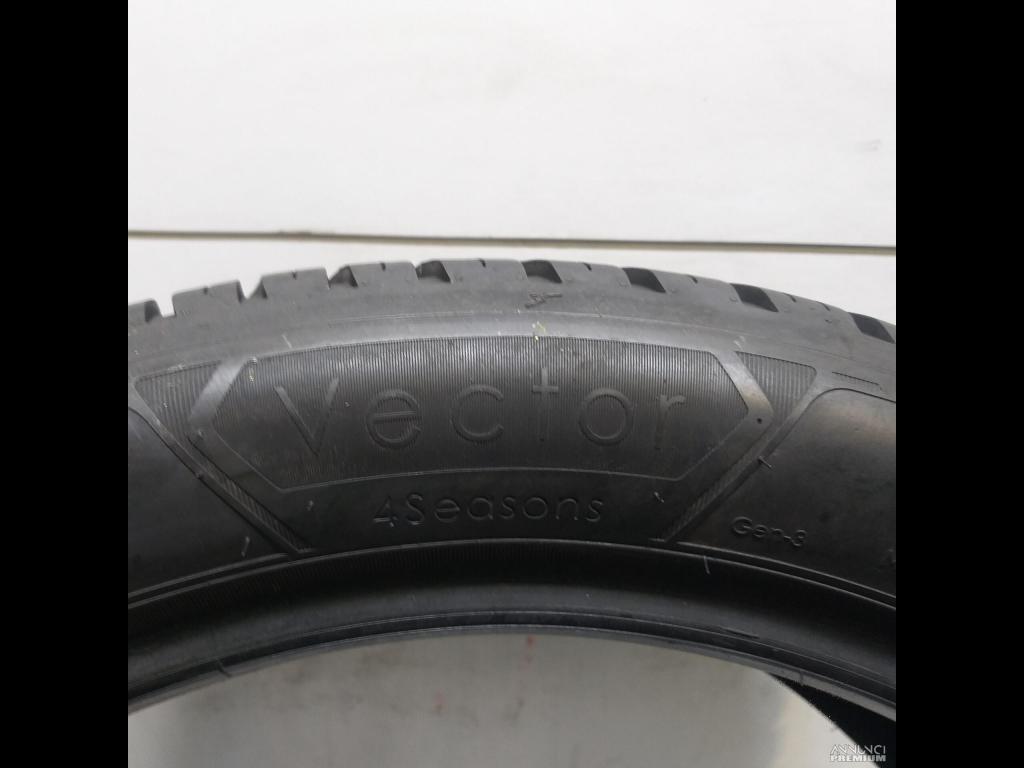 Vector
4Seasons
Gen-3
ANNUNCI
PREMIUM